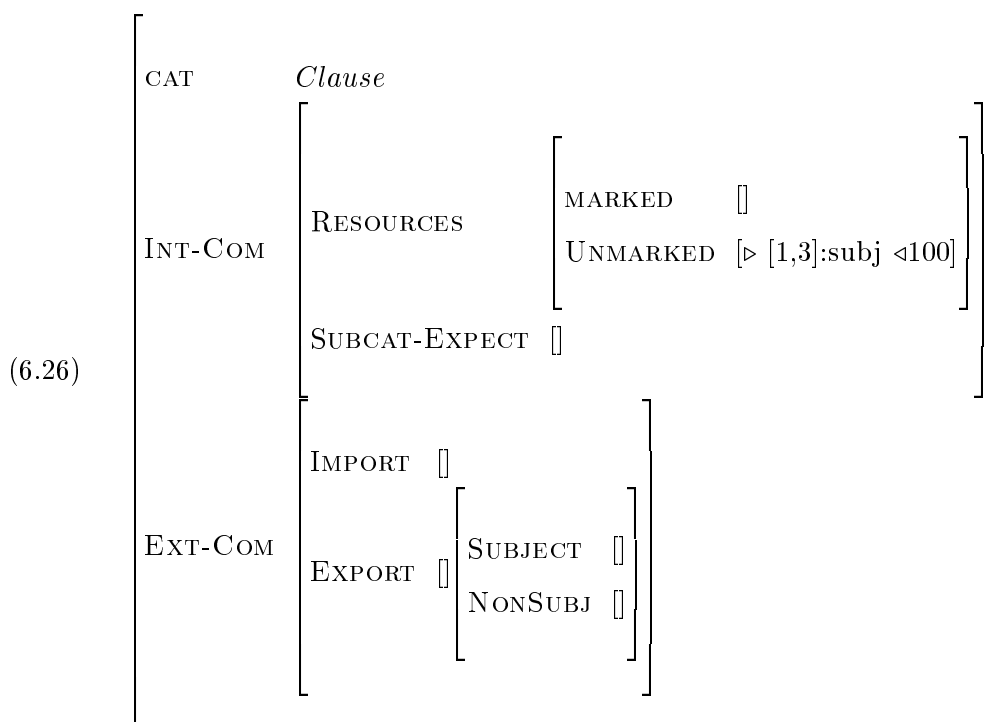 CAT Clause
MARKED []
RESOURCES
INT-COM UNMARKED [▹ [1,3]:subj ◃100]
SUBCAT-EXPECT []
(6.26)
IMPORT []
EXT-COM SUBJECT []
EXPORT []
NONSUBJ []